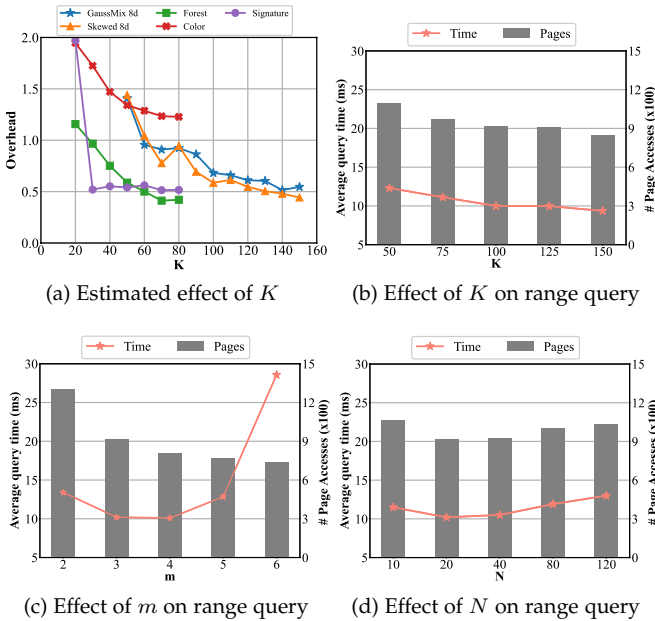 GaussMix 8d Forest Signature
Skewed 8d Color
2.0
1.5
1.0
0.5
0.0
Overhead
0 20 40 60 80 100 120 140 160
K
(a) Estimated effect of K
Time Pages
30
25
20
15
10
5
Average query time (ms)
15
12
9
6
3
0
# Page Accesses (x100)
50 75 100 125 150
K
(b) Effect of K on range query
Time Pages
30
25
20
15
10
5
Average query time (ms)
15
12
9
6
3
0
# Page Accesses (x100)
2 3 4 5 6
m
(c) Effect of m on range query
Time Pages
30
25
20
15
10
5
Average query time (ms)
15
12
9
6
3
0
# Page Accesses (x100)
10 20 40 80 120
N
(d) Effect of N on range query